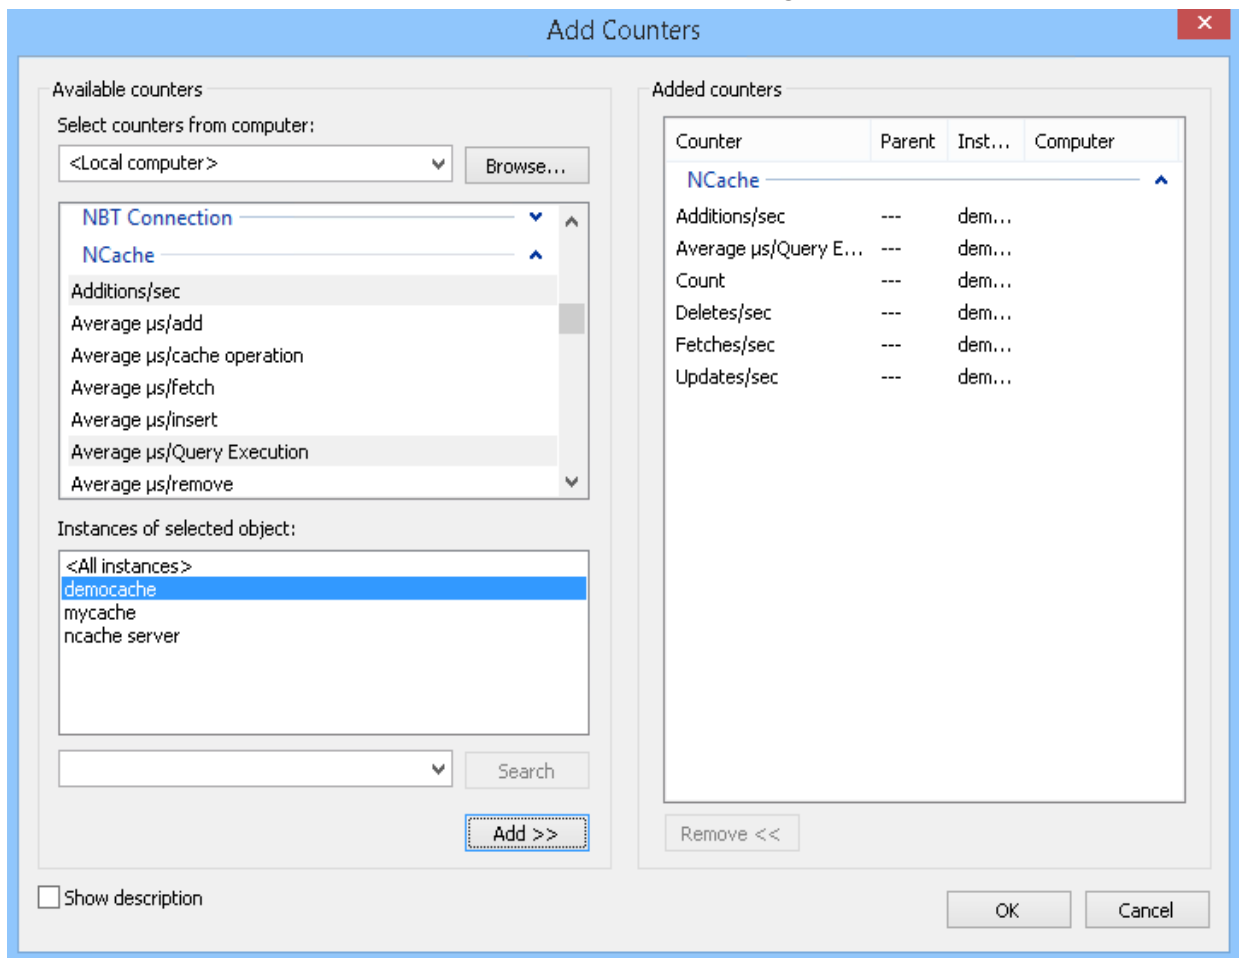 Add Counters
Available counters
Select counters from computer:
<Local computer>
Browse...
NBT Connection
NCache
Additions/sec
Average µs/add
Average µs/cache operation
Average µs/fetch
Average µs/insert
Average µs/Query Execution
Average µs/remove
Instances of selected object:
<All instances>
democache
mycache
ncache server
Search
Add >>
Show description
Added counters
Counter Parent Inst... Computer
NCache
Additions/sec --- dem...
Average µs/Query E... --- dem...
Count --- dem...
Deletes/sec --- dem...
Fetches/sec --- dem...
Updates/sec --- dem...
Remove <<
OK Cancel